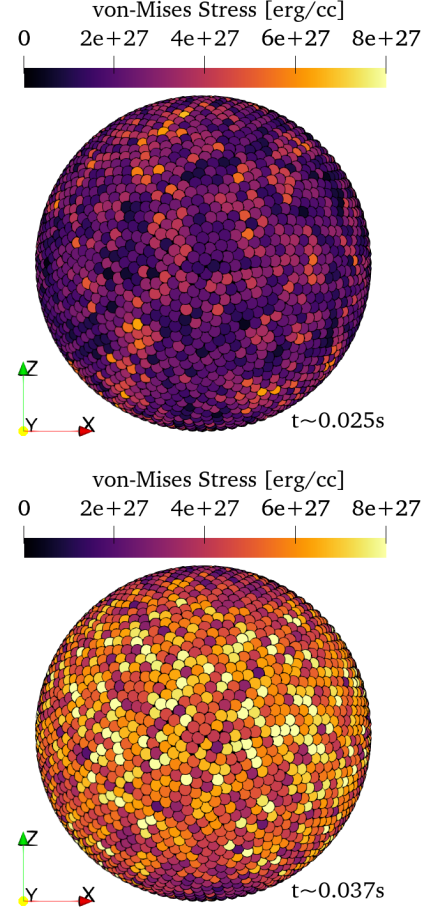 von-Mises Stress [erg/cc]
0 2e+27 4e+27 6e+27 8e+27
Z
Y X
t~0.025s
von-Mises Stress [erg/cc]
0 2e+27 4e+27 6e+27 8e+27
Z
Y X
t~0.037s